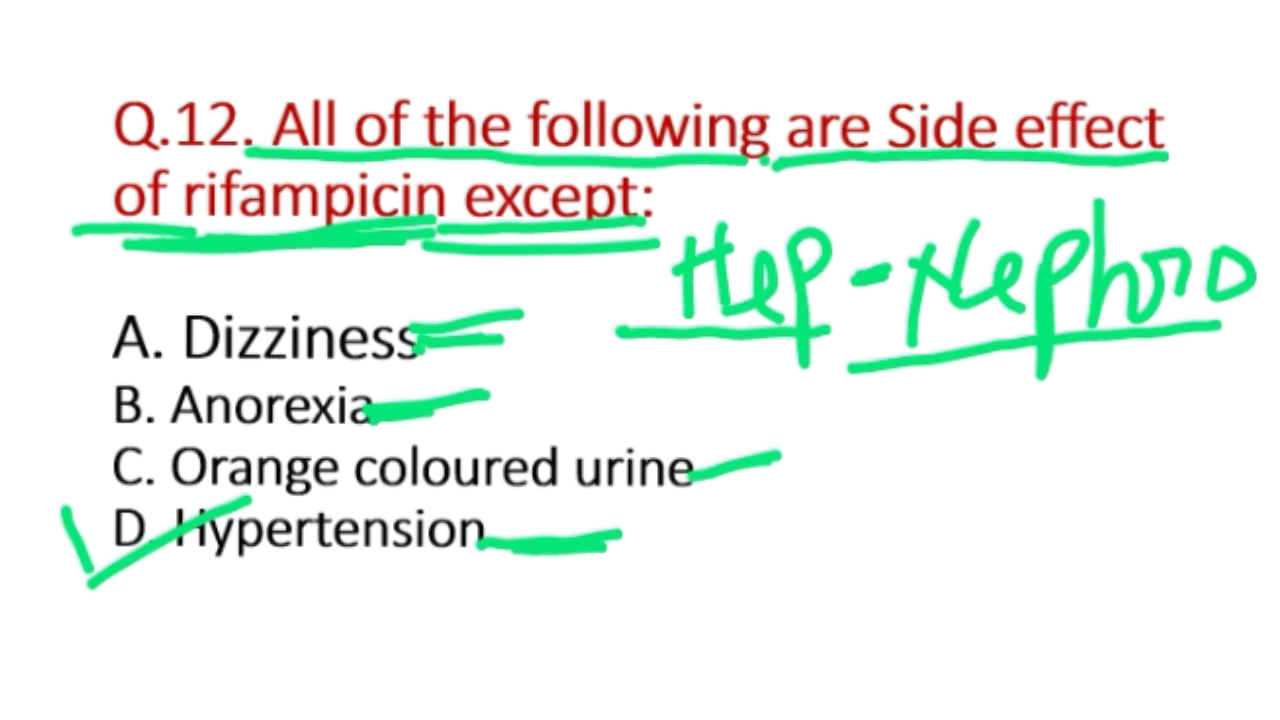 Q.12. All of the following are Side effect
of rifampicin except:
Hep-Nephro
A. Dizziness
B. Anorexia
C. Orange coloured urine
D. Hypertension